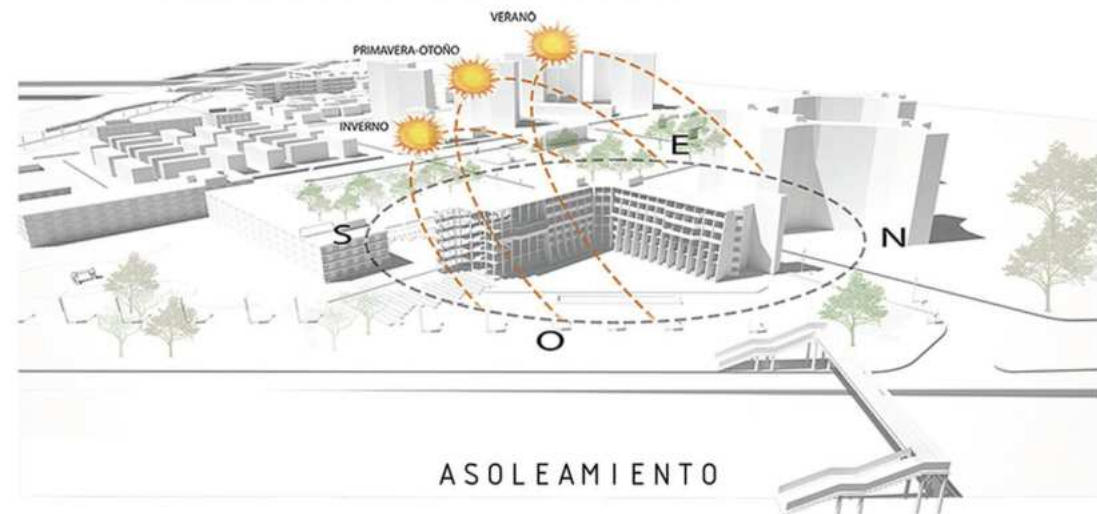 VERANO
PRIMAVERA-OTOÑO
INVERNO
E
S
N
O
ASOLEAMIENTO